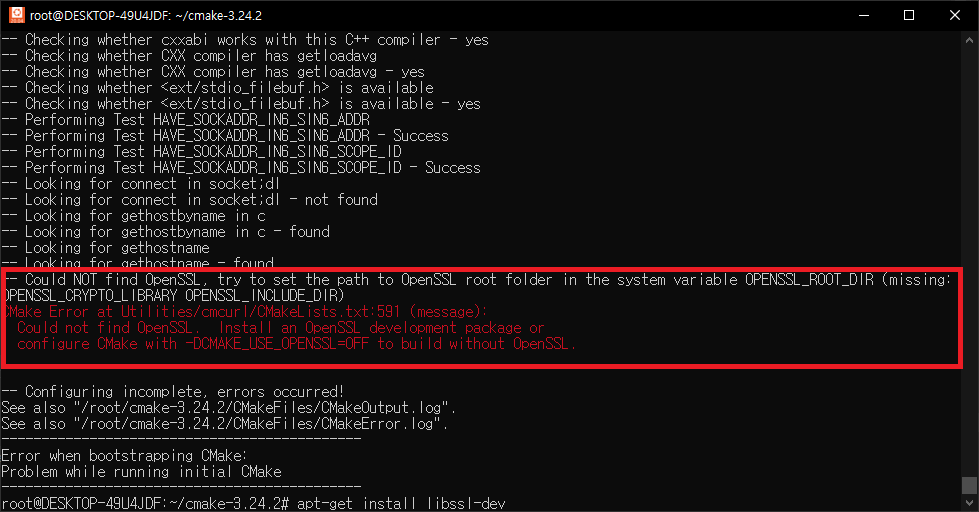 root@DESKTOP-49U4JDF: ~/cmake-3.24.2
-- Checking whether cxxabi works with this C++ compiler - yes
-- Checking whether CXX compiler has getloadavg
-- Checking whether CXX compiler has getloadavg - yes
-- Checking whether <ext/stdio_filebuf.h> is available
-- Checking whether <ext/stdio_filebuf.h> is available - yes
-- Performing Test HAVE_SOCKADDR_IN6_SIN6_ADDR
-- Performing Test HAVE_SOCKADDR_IN6_SIN6_ADDR - Success
-- Performing Test HAVE_SOCKADDR_IN6_SIN6_SCOPE_ID
-- Performing Test HAVE_SOCKADDR_IN6_SIN6_SCOPE_ID - Success
-- Looking for connect in socket;dl
-- Looking for connect in socket;dl - not found
-- Looking for gethostbyname in c
-- Looking for gethostbyname in c - found
-- Looking for gethostname
-- Looking for gethostname - found
-- Could NOT find OpenSSL, try to set the path to OpenSSL root folder in the system variable OPENSSL_ROOT_DIR (missing:
OPENSSL_CRYPTO_LIBRARY OPENSSL_INCLUDE_DIR)
CMake Error at Utilities/cmcurl/CMakeLists.txt:591 (message):
Could not find OpenSSL.  Install an OpenSSL development package or
configure CMake with -DCMAKE_USE_OPENSSL=OFF to build without OpenSSL.
-- Configuring incomplete, errors occurred!
See also "/root/cmake-3.24.2/CMakeFiles/CMakeOutput.log".
See also "/root/cmake-3.24.2/CMakeFiles/CMakeError.log".
---------------------------------------------
Error when bootstrapping CMake:
Problem while running initial CMake
---------------------------------------------
root@DESKTOP-49U4JDF:~/cmake-3.24.2# apt-get install libssl-dev